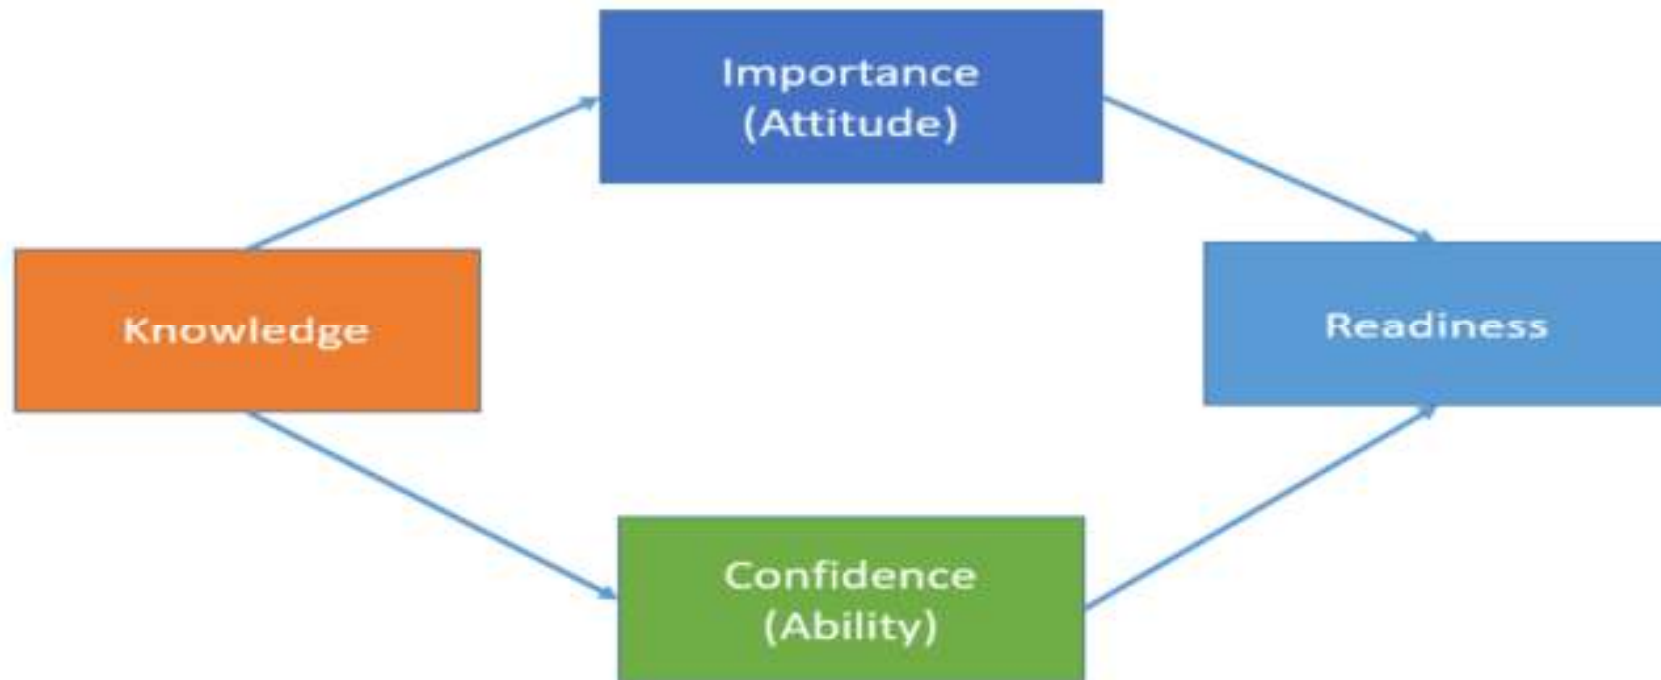 Importance
(Attitude)
Knowledge
Readiness
Confidence
(Ability)